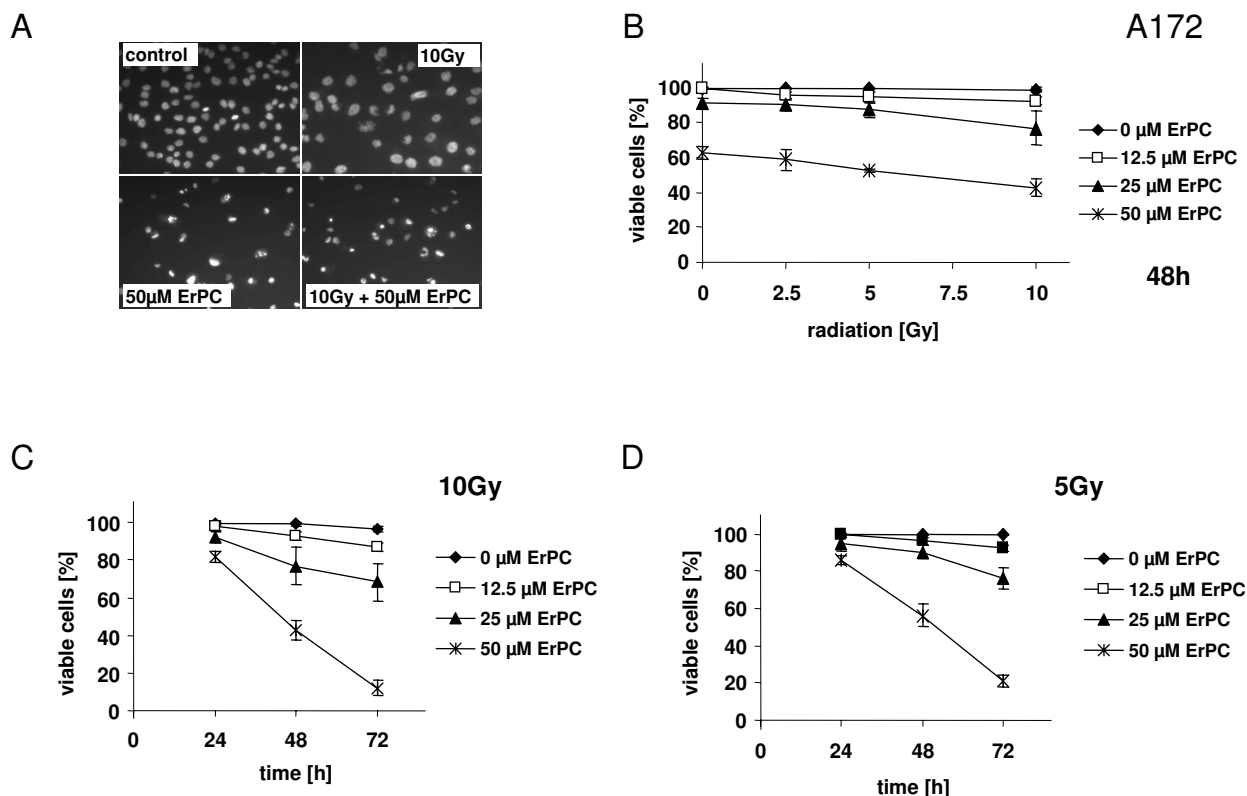 A
control
10Gy
50µM ErPC
10Gy + 50µM ErPC
B
A172
viable cells [%]
100
80
60
40
20
0
0 2.5 5 7.5 10
radiation [Gy]
0 µM ErPC
12.5 µM ErPC
25 µM ErPC
50 µM ErPC
48h
C
10Gy
viable cells [%]
100
80
60
40
20
0
0 24 48 72
time [h]
0 µM ErPC
12.5 µM ErPC
25 µM ErPC
50 µM ErPC
D
5Gy
viable cells [%]
100
80
60
40
20
0
0 24 48 72
time [h]
0 µM ErPC
12.5 µM ErPC
25 µM ErPC
50 µM ErPC